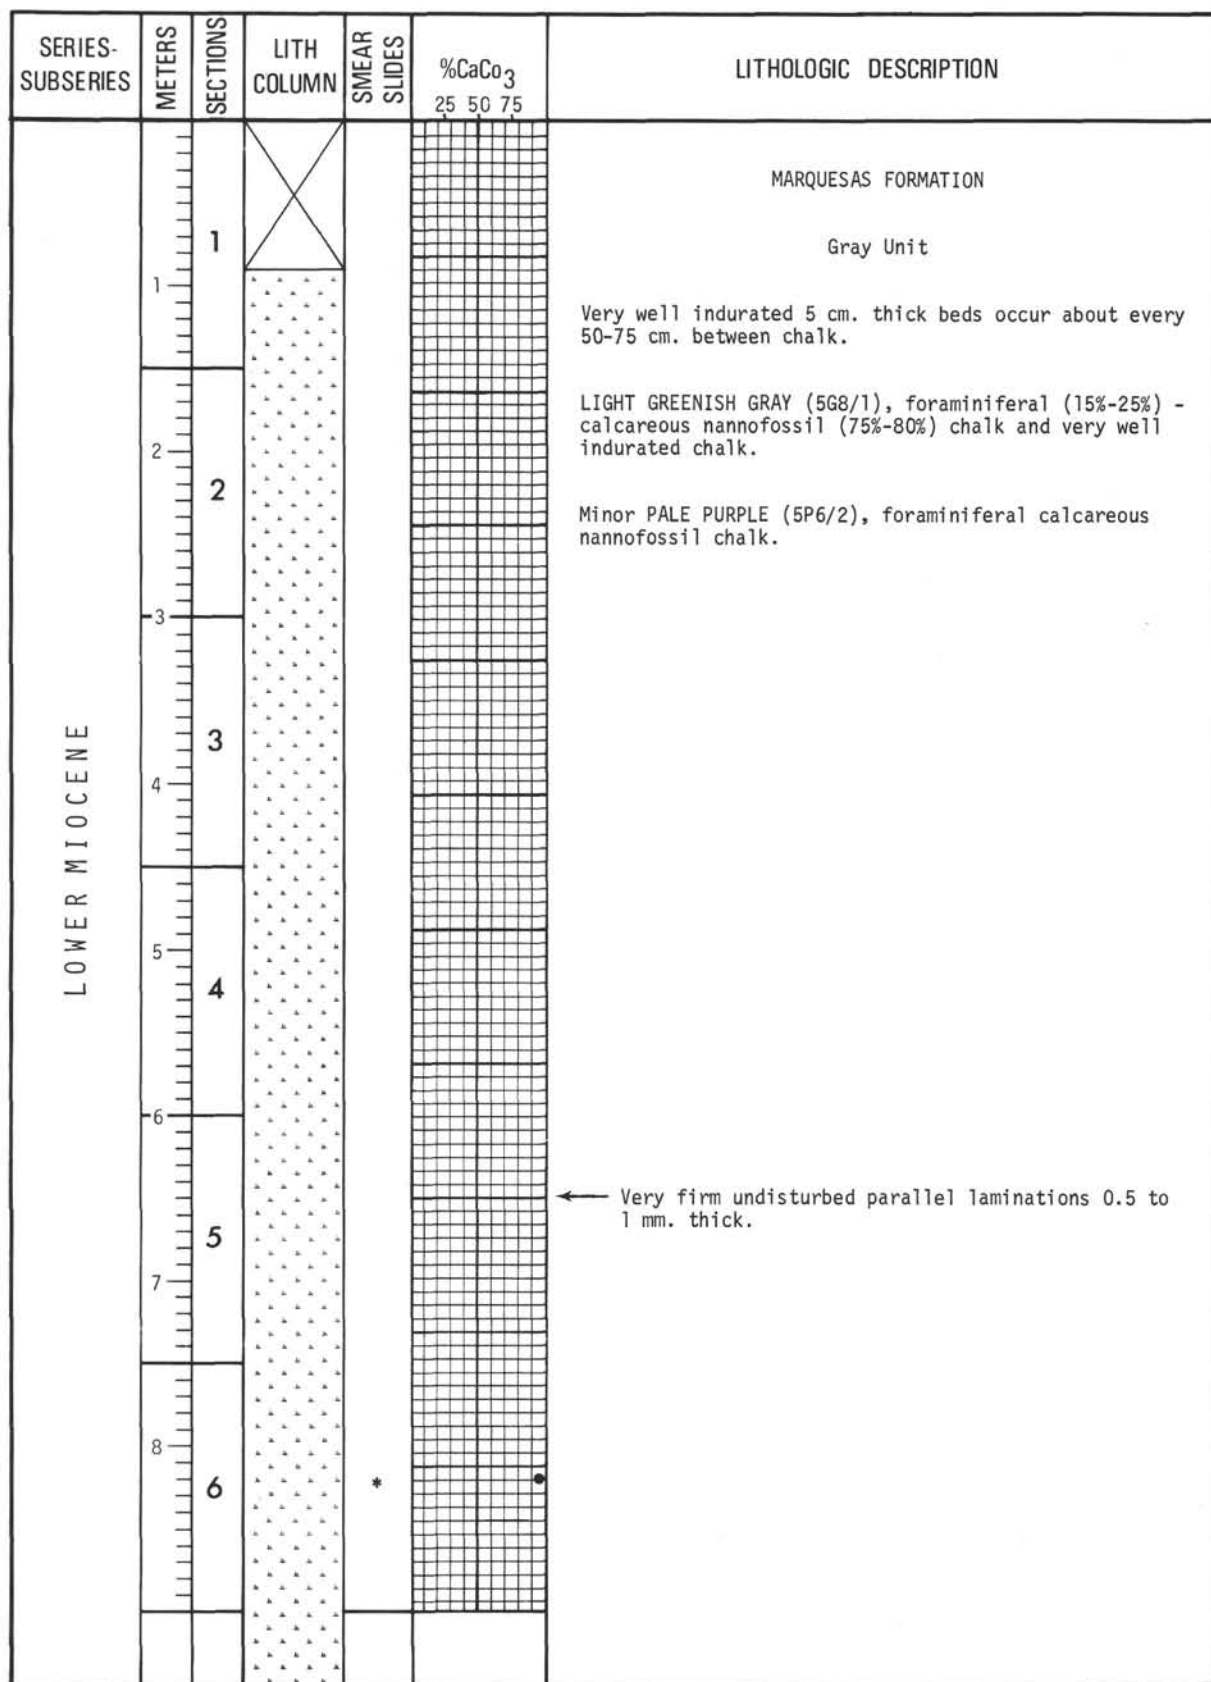 SERIES-
SUBSERIES
METERS
SECTIONS
LITH
COLUMN
SMEAR
SLIDES
%CaCo3
25 50 75
LITHOLOGIC DESCRIPTION
LOWER MIOCENE
MARQUESAS FORMATION
Gray Unit
Very well indurated 5 cm. thick beds occur about every
50-75 cm. between chalk.
LIGHT GREENISH GRAY (5G8/1), foraminiferal (15%-25%) -
calcareous nannofossil (75%-80%) chalk and very well
indurated chalk.
Minor PALE PURPLE (5P6/2), foraminiferal calcareous
nannofossil chalk.
1
1
2
2
3
3
4
5
4
6
Very firm undisturbed parallel laminations 0.5 to
1 mm. thick.
5
7
8
6
*